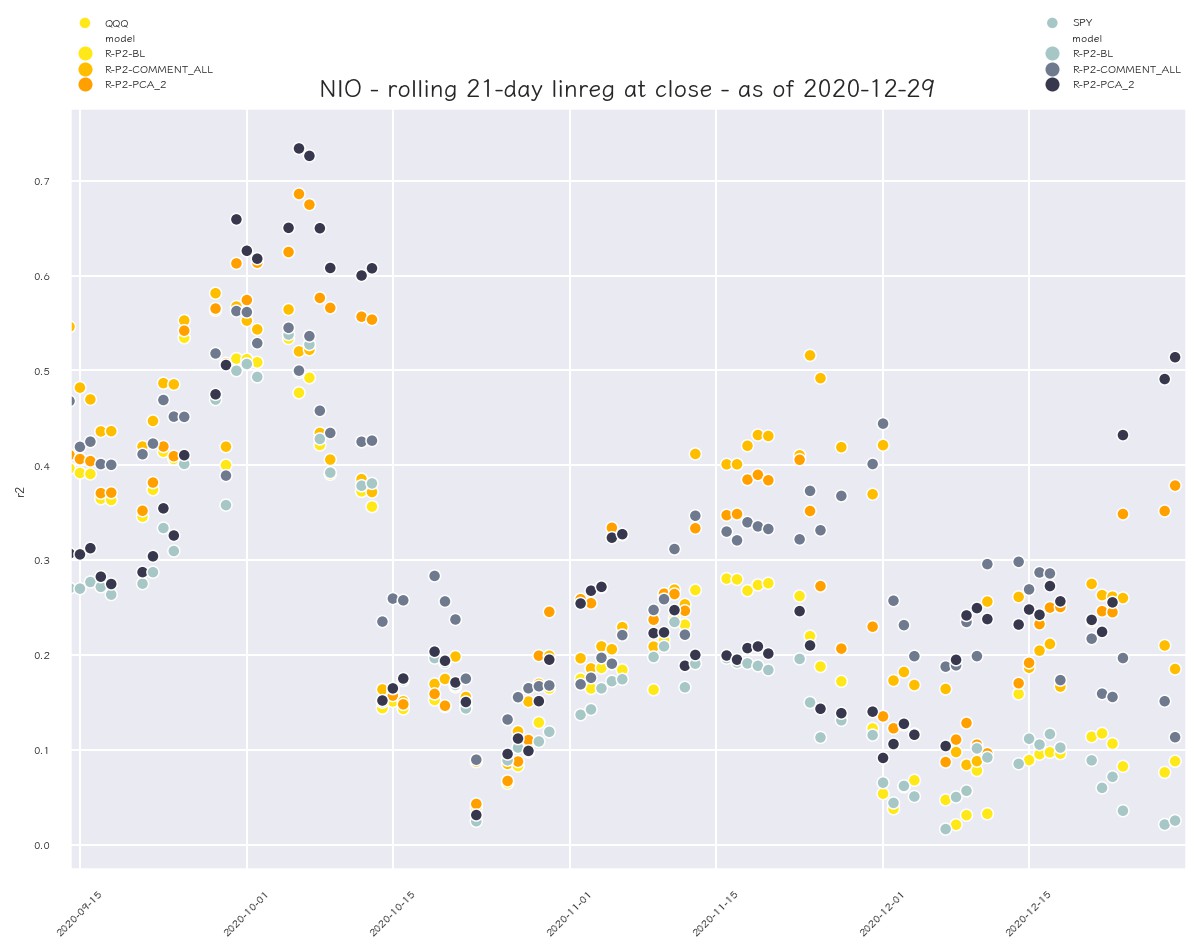 QQQ
model
R-P2-BL
R-P2-COMMENT_ALL
R-P2-PCA_2
SPY
model
R-P2-BL
R-P2-COMMENT_ALL
R-P2-PCA_2
NIO - rolling 21-day linreg at close - as of 2020-12-29
r2
0.7
0.6
0.5
0.4
0.3
0.2
0.1
0.0
2020-09-15
2020-10-01
2020-10-15
2020-11-01
2020-11-15
2020-12-01
2020-12-15